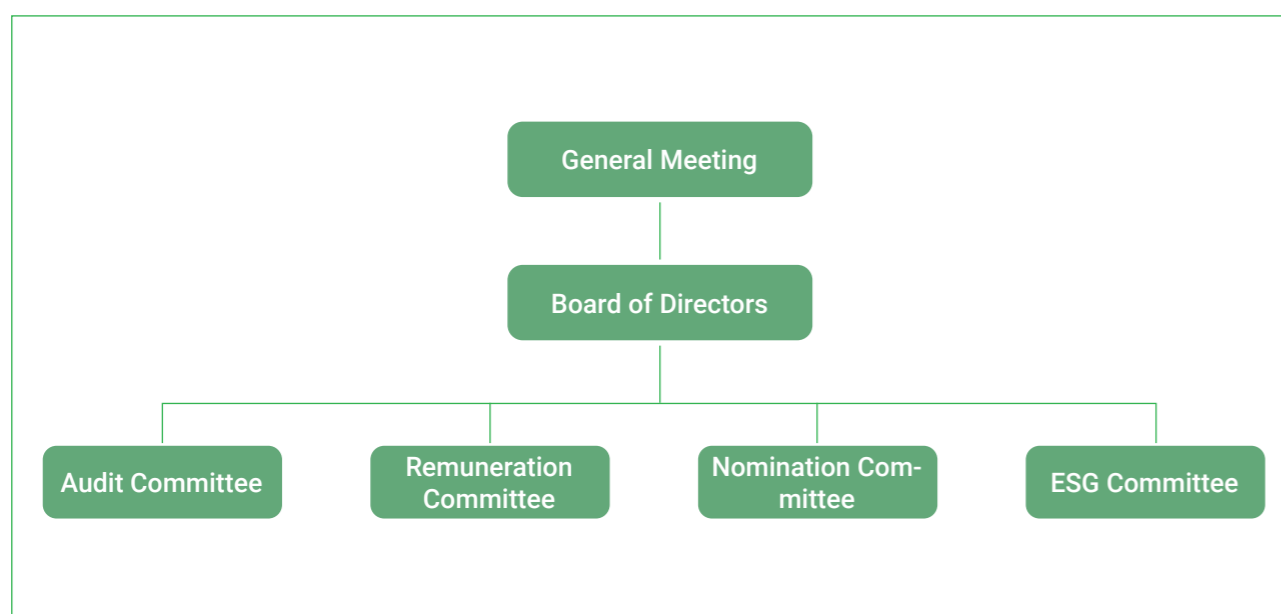 General Meeting
Board of Directors
Audit Committee
Remuneration
Committee
Nomination Com-
mittee
ESG Committee